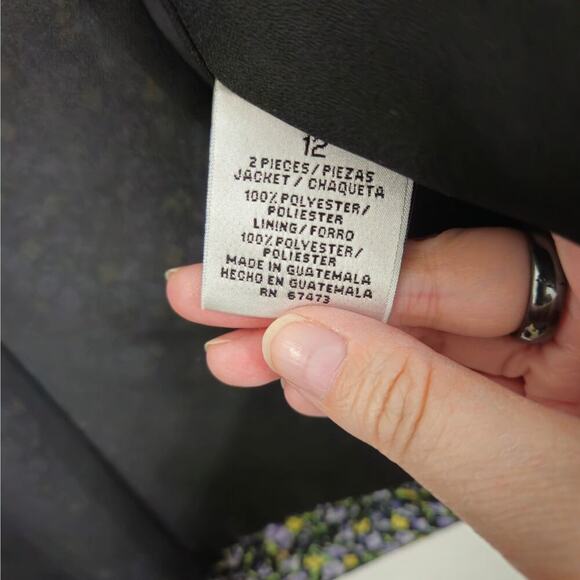 12
2 PIECES/PIEZAS
JACKET/CHAQUETA
100% POLYESTER/
POLIESTER
LINING/FORRO
100% POLYESTER/
POLIESTER
MADE IN GUATEMALA
HECHO EN GUATEMALA
RN 67473